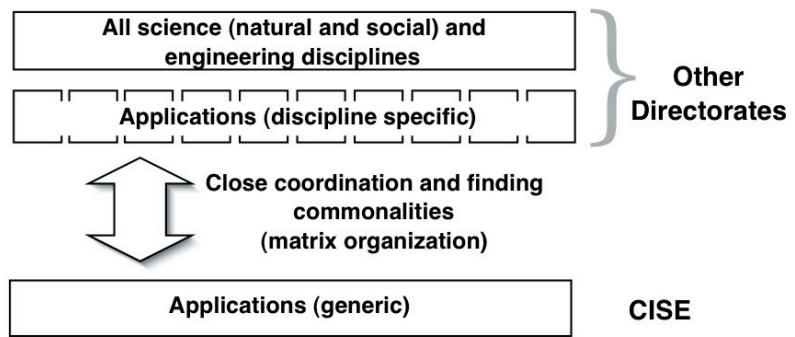 All science (natural and social) and
engineering disciplines
Other
Directorates
Applications (discipline specific)
Close coordination and finding
commonalities
(matrix organization)
Applications (generic)
CISE